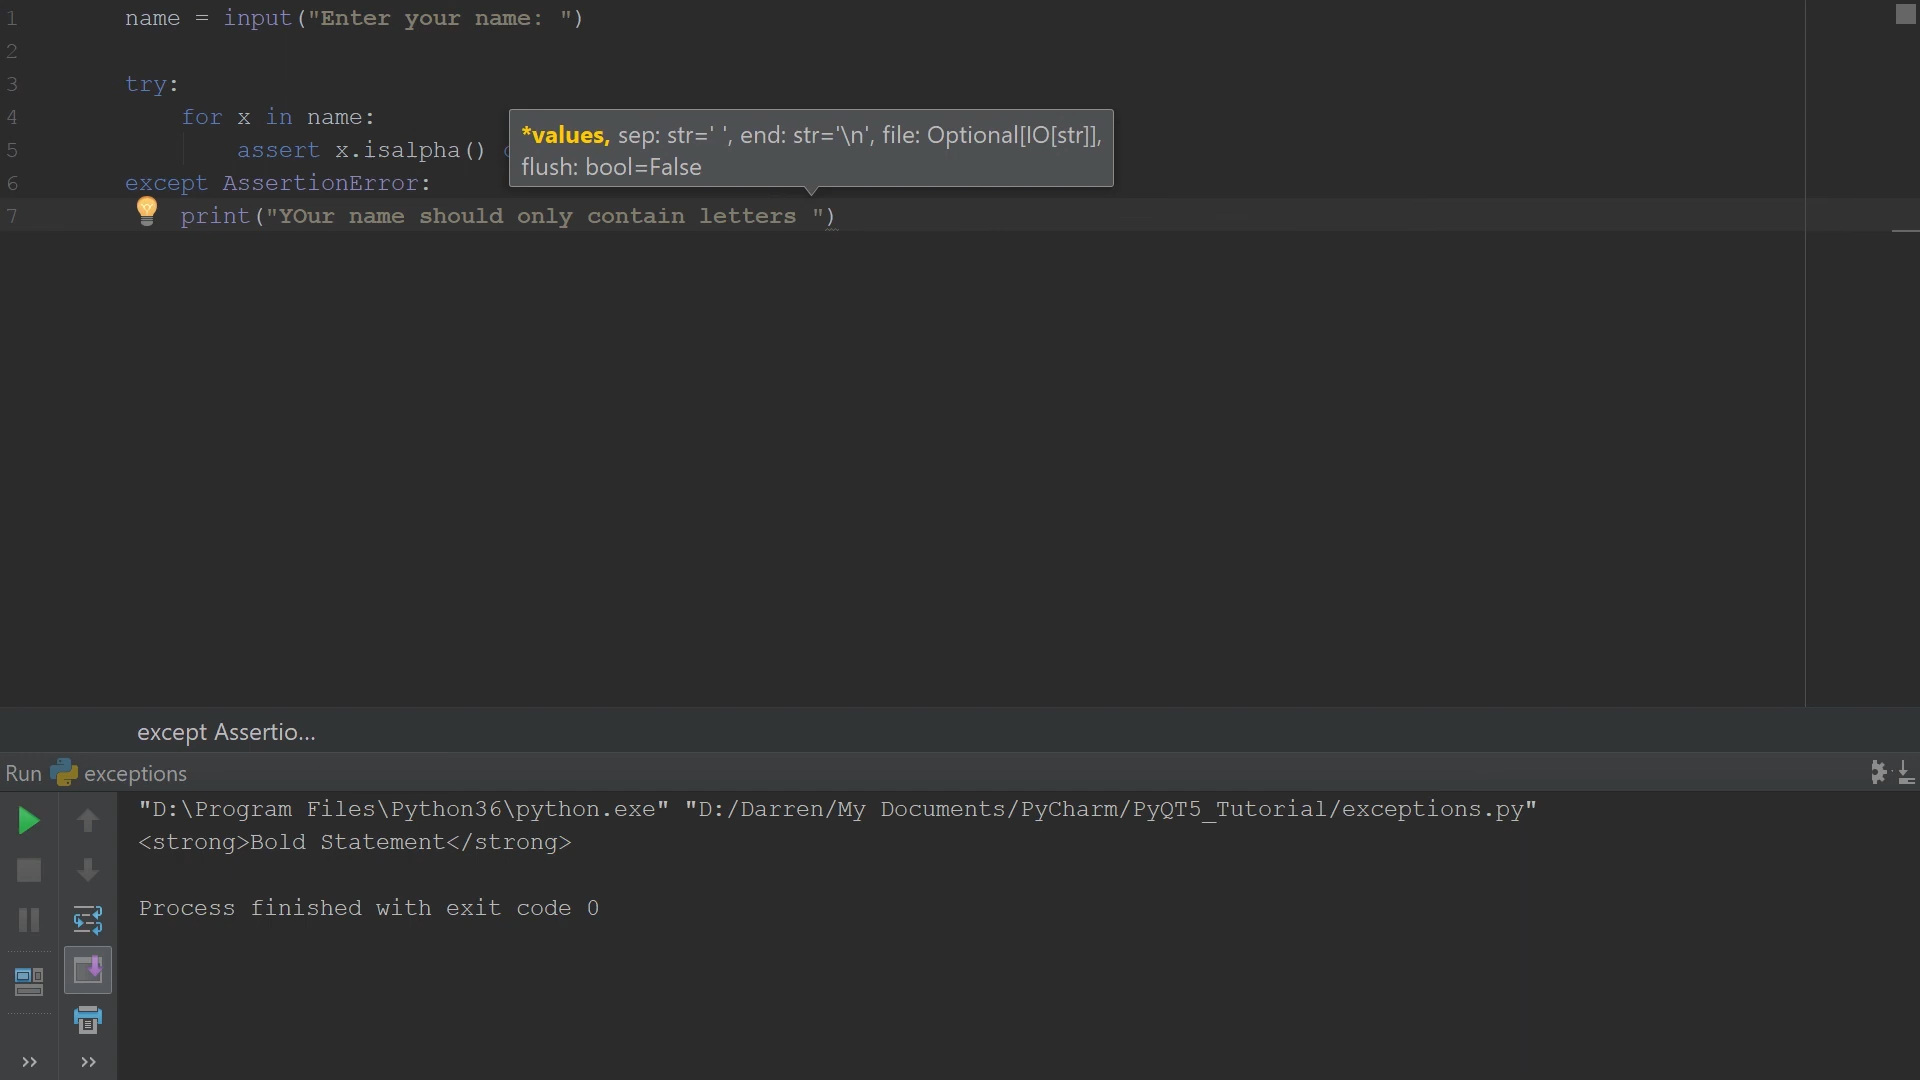 1 name = input("Enter your name: ")
2
3 try:
4 for x in name:
5 assert x.isalpha()
*values, sep: str=' ', end: str='\n', file: Optional[IO[str]],
flush: bool=False
6 except AssertionError:
7 print("YOur name should only contain letters ")
except Assertio...
Run exceptions
"D:\Program Files\Python36\python.exe" "D:/Darren/My Documents/PyCharm/PyQT5_Tutorial/exceptions.py"
<strong>Bold Statement</strong>
Process finished with exit code 0